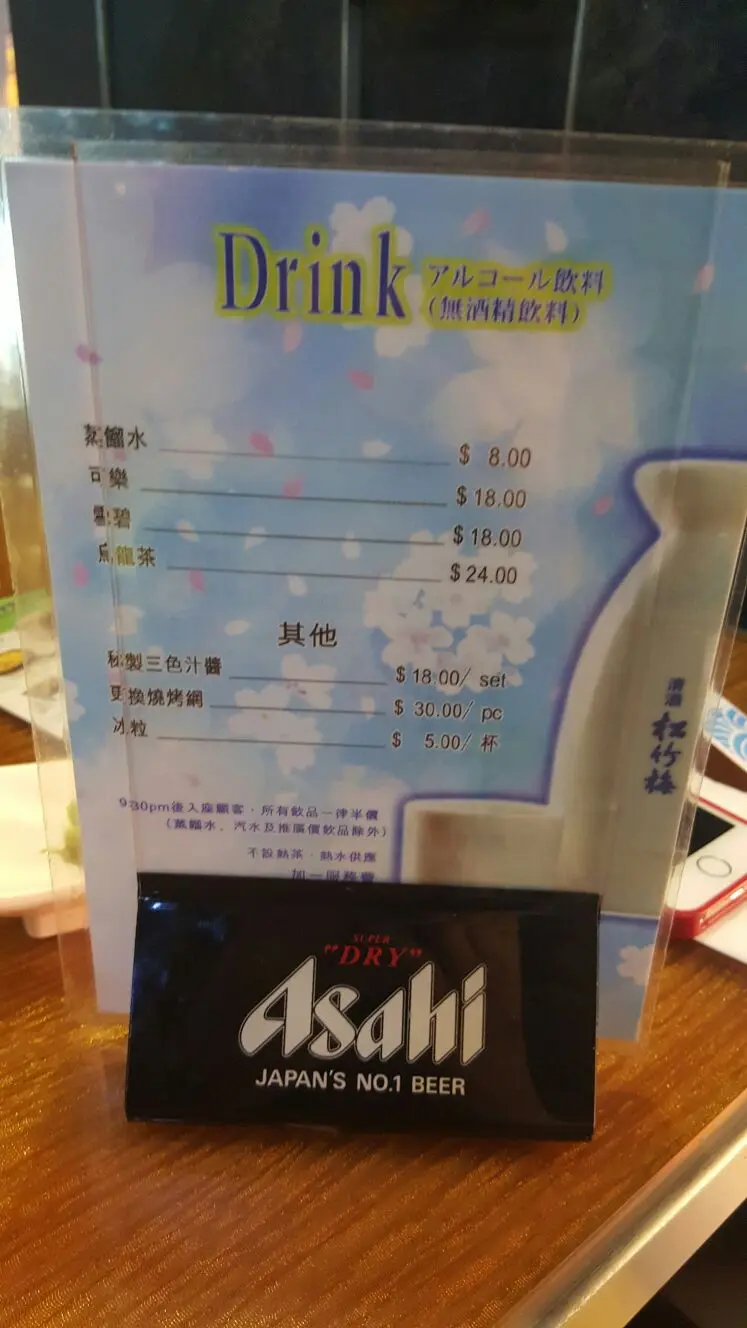 Drink アルコール飲料
(無酒精飲料)
蒸餾水 $ 8.00
可樂 $ 18.00
雪碧 $ 18.00
烏龍茶 $ 24.00
其他
秘製三色汁醬 $ 18.00/ set
更換燒烤網 $ 30.00/ pc
冰粒 $ 5.00/ 杯
9:30pm後入座顧客，所有飲品一律半價
(蒸餾水、汽水及推廣價飲品除外)
不設熱茶、熱水供應
加一服務費
清酒 松竹梅
SUPER
"DRY"
Asahi
JAPAN'S NO.1 BEER